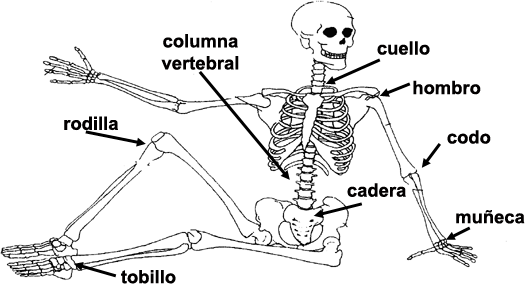 columna
vertebral
cuello
hombro
rodilla
codo
cadera
muñeca
tobillo